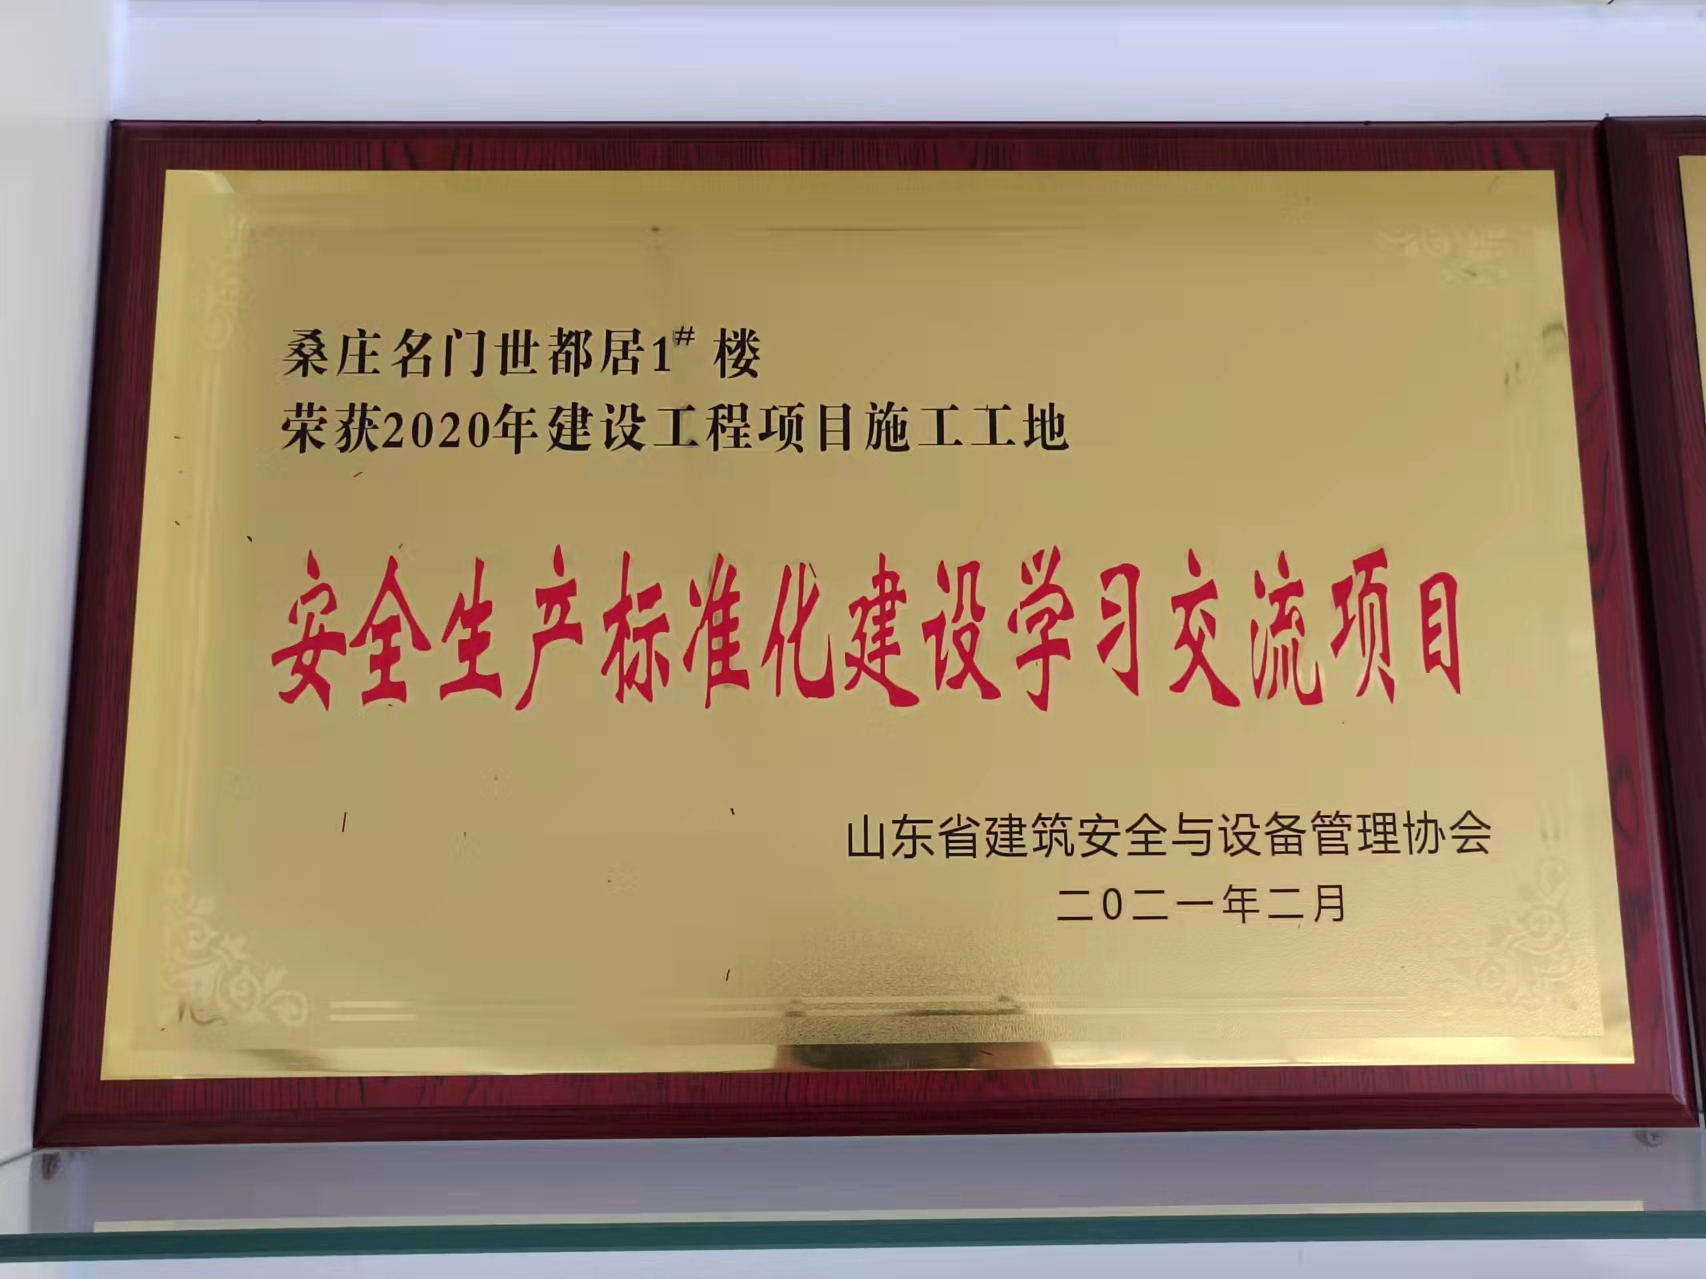 桑庄名门世都居1# 楼
荣获2020年建设工程项目施工工地
安全生产标准化建设学习交流项目
山东省建筑安全与设备管理协会
二0二一年二月